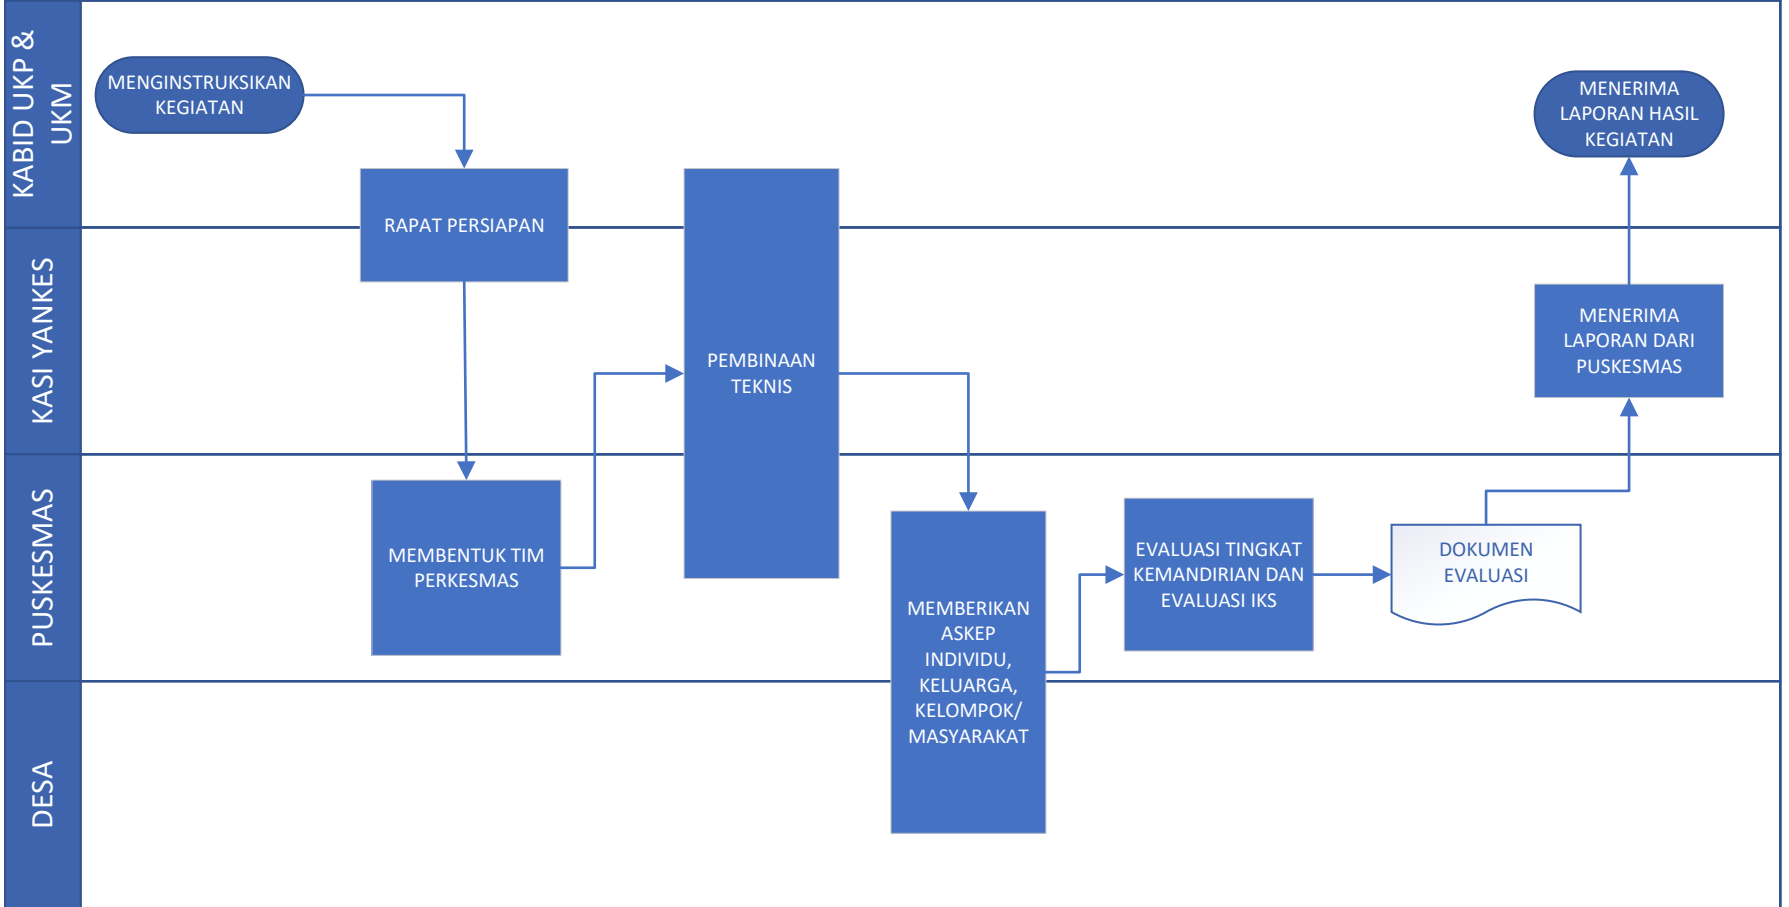 KABID UKP &
UKM
MENGINSTRUKSIKAN
KEGIATAN
MENERIMA
LAPORAN HASIL
KEGIATAN
RAPAT PERSIAPAN
KASI YANKES
PEMBINAAN
TEKNIS
MENERIMA
LAPORAN DARI
PUSKESMAS
PUSKESMAS
MEMBENTUK TIM
PERKESMAS
MEMBERIKAN
ASKEP
INDIVIDU,
KELUARGA,
KELOMPOK/
MASYARAKAT
EVALUASI TINGKAT
KEMANDIRIAN DAN
EVALUASI IKS
DOKUMEN
EVALUASI
DESA